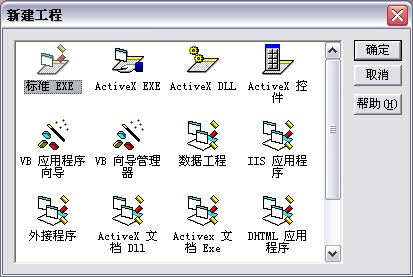 新建工程
标准 EXE
ActiveX EXE
ActiveX DLL
ActiveX 控
件
VB 应用程序
向导
VB 向导管理
器
数据工程
IIS 应用程
序
外接程序
ActiveX 文
档 Dll
Activex 文
档 Exe
DHTML 应用
程序
确定
取消
帮助(H)